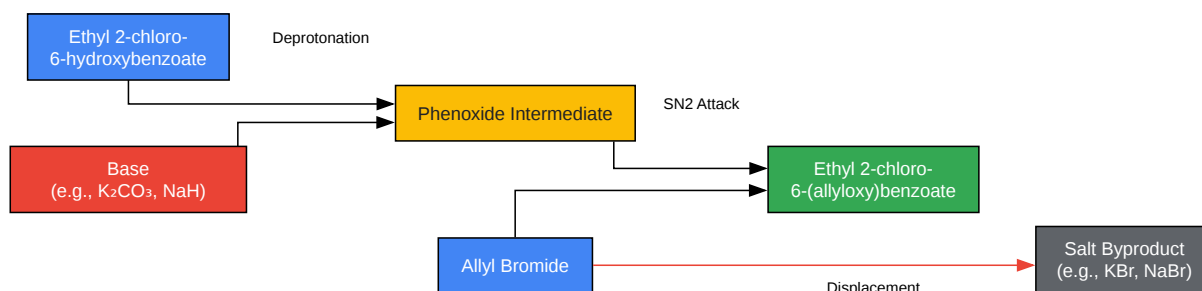 Ethyl 2-chloro-
6-hydroxybenzoate
Deprotonation
Phenoxide Intermediate
SN2 Attack
Base
(e.g., K₂CO₃, NaH)
Ethyl 2-chloro-
6-(allyloxy)benzoate
Allyl Bromide
Salt Byproduct
(e.g., KBr, NaBr)
Displacement